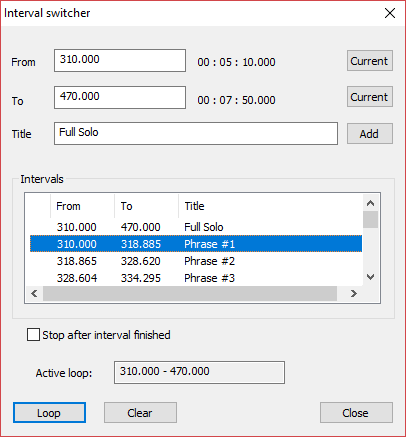 Interval switcher
From 310.000 00 : 05 : 10.000 Current
To 470.000 00 : 07 : 50.000 Current
Title Full Solo Add
Intervals
From To Title
310.000 470.000 Full Solo
310.000 318.885 Phrase #1
318.865 328.620 Phrase #2
328.604 334.295 Phrase #3
Stop after interval finished
Active loop: 310.000 - 470.000
Loop Clear Close